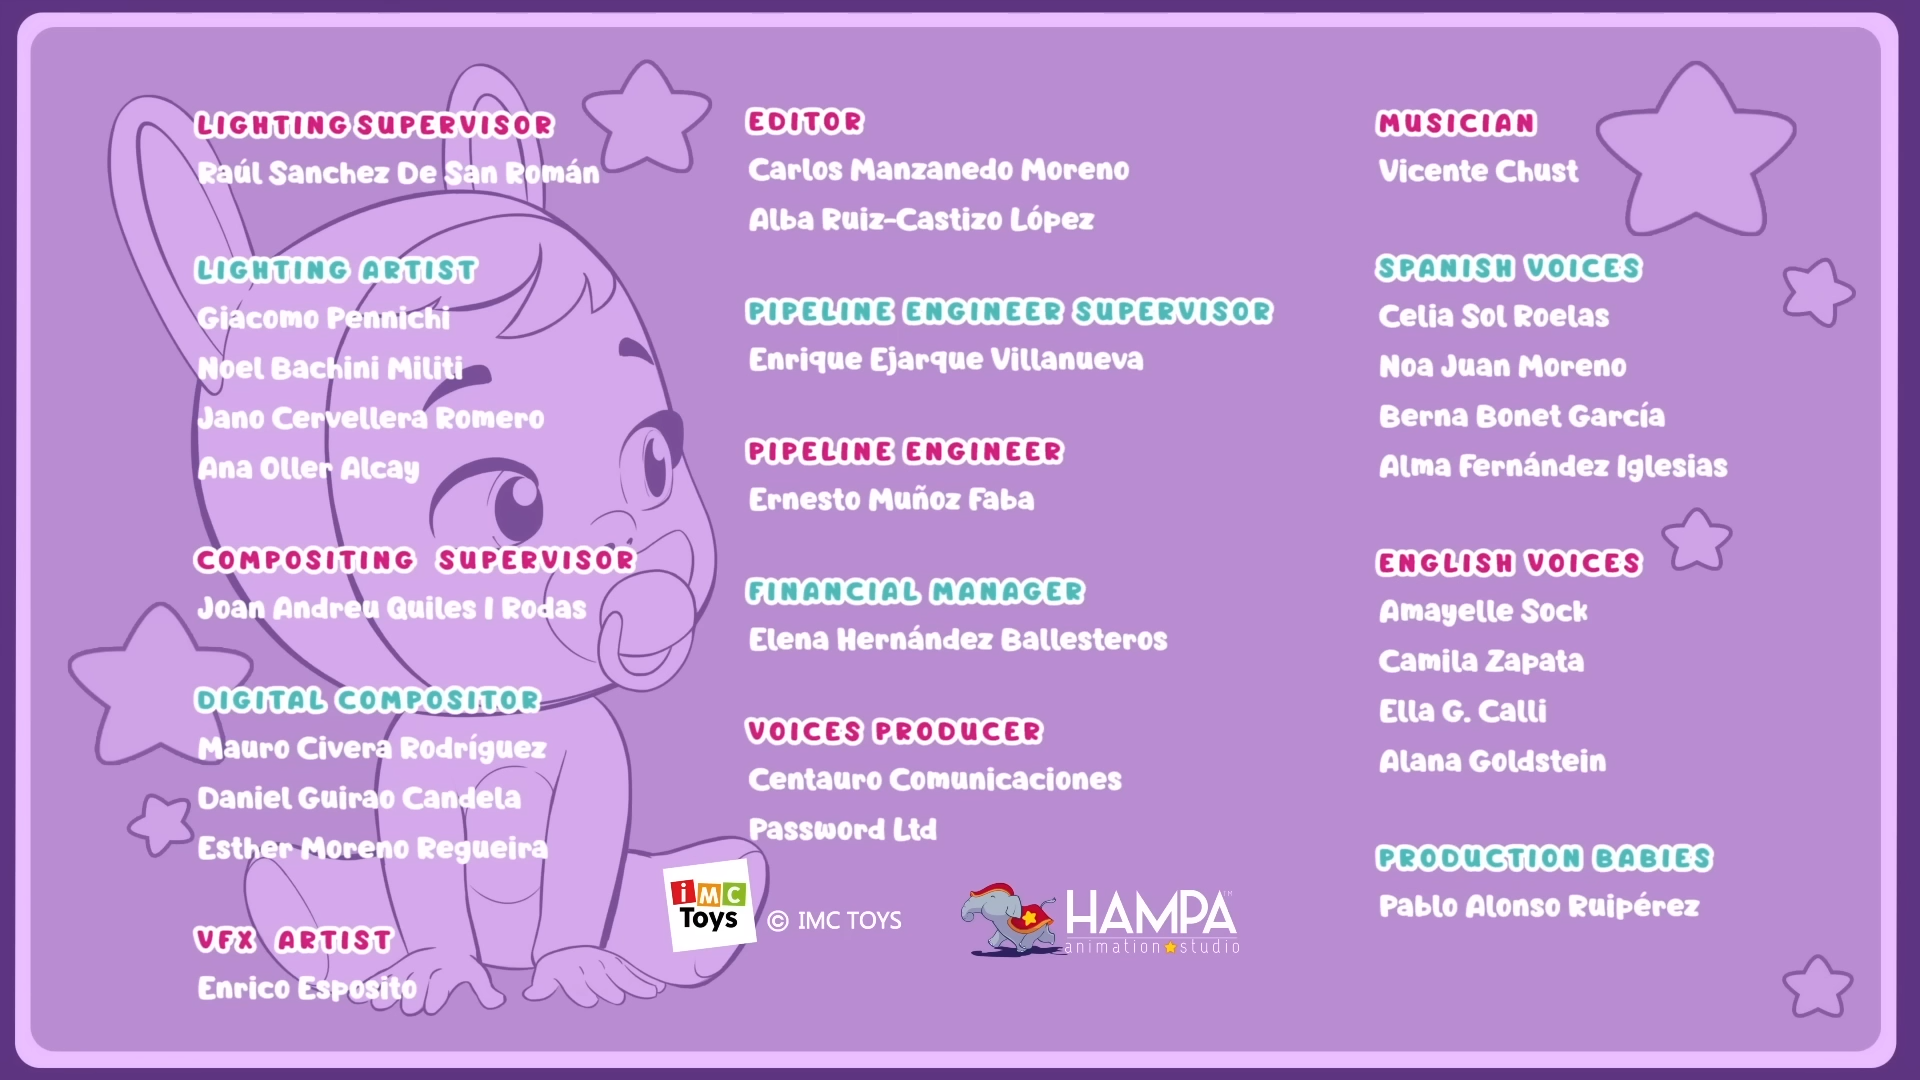 LIGHTING SUPERVISOR
Raúl Sanchez De San Román
LIGHTING ARTIST
Giacomo Pennichi
Noel Bachini Militi
Jano Cervellera Romero
Ana Oller Alcay
COMPOSITING SUPERVISOR
Joan Andreu Quiles I Rodas
DIGITAL COMPOSITOR
Mauro Civera Rodríguez
Daniel Guirao Candela
Esther Moreno Regueira
VFX ARTIST
Enrico Esposito
EDITOR
Carlos Manzanedo Moreno
Alba Ruiz-Castizo López
PIPELINE ENGINEER SUPERVISOR
Enrique Ejarque Villanueva
PIPELINE ENGINEER
Ernesto Muñoz Faba
FINANCIAL MANAGER
Elena Hernández Ballesteros
VOICES PRODUCER
Centauro Comunicaciones
Password Ltd
iMC
Toys
© IMC TOYS
HAMPA™
animation studio
MUSICIAN
Vicente Chust
SPANISH VOICES
Celia Sol Roelas
Noa Juan Moreno
Berna Bonet García
Alma Fernández Iglesias
ENGLISH VOICES
Amayelle Sock
Camila Zapata
Ella G. Calli
Alana Goldstein
PRODUCTION BABIES
Pablo Alonso Ruipérez